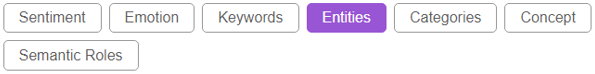 Sentiment Emotion Keywords Entities Categories Concept
Semantic Roles